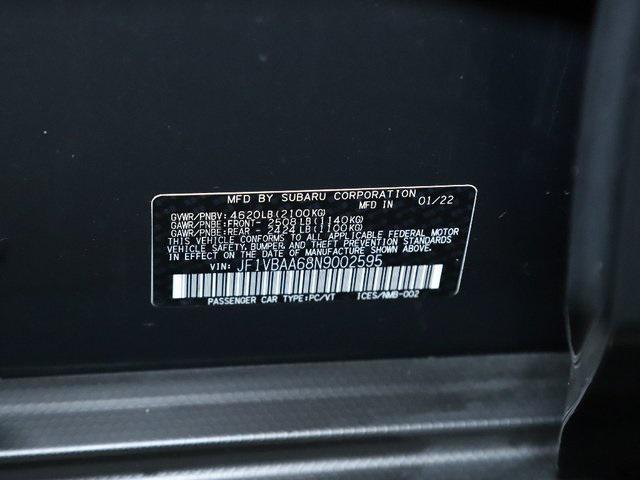 MFD BY SUBARU CORPORATION
MFD IN 01/22
GVWR/PNBV: 4620LB(2100KG)
GAWR/PNBE:FRONT- 2508LB(1140KG)
GAWR/PNBE:REAR - 2424LB(1100KG)
THIS VEHICLE CONFORMS TO ALL APPLICABLE FEDERAL MOTOR
VEHICLE SAFETY, BUMPER, AND THEFT PREVENTION STANDARDS
IN EFFECT ON THE DATE OF MANUFACTURE SHOWN ABOVE.
VIN: JF1VBAA68N9002595
PASSENGER CAR TYPE:PC/VT ICES/NMB-002